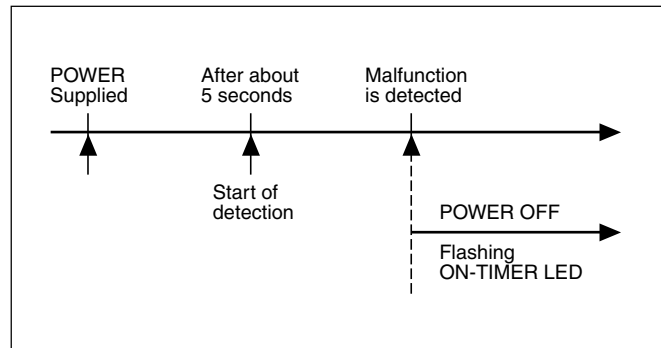 POWER
Supplied
After about
5 seconds
Malfunction
is detected
Start of
detection
POWER OFF
Flashing
ON-TIMER LED